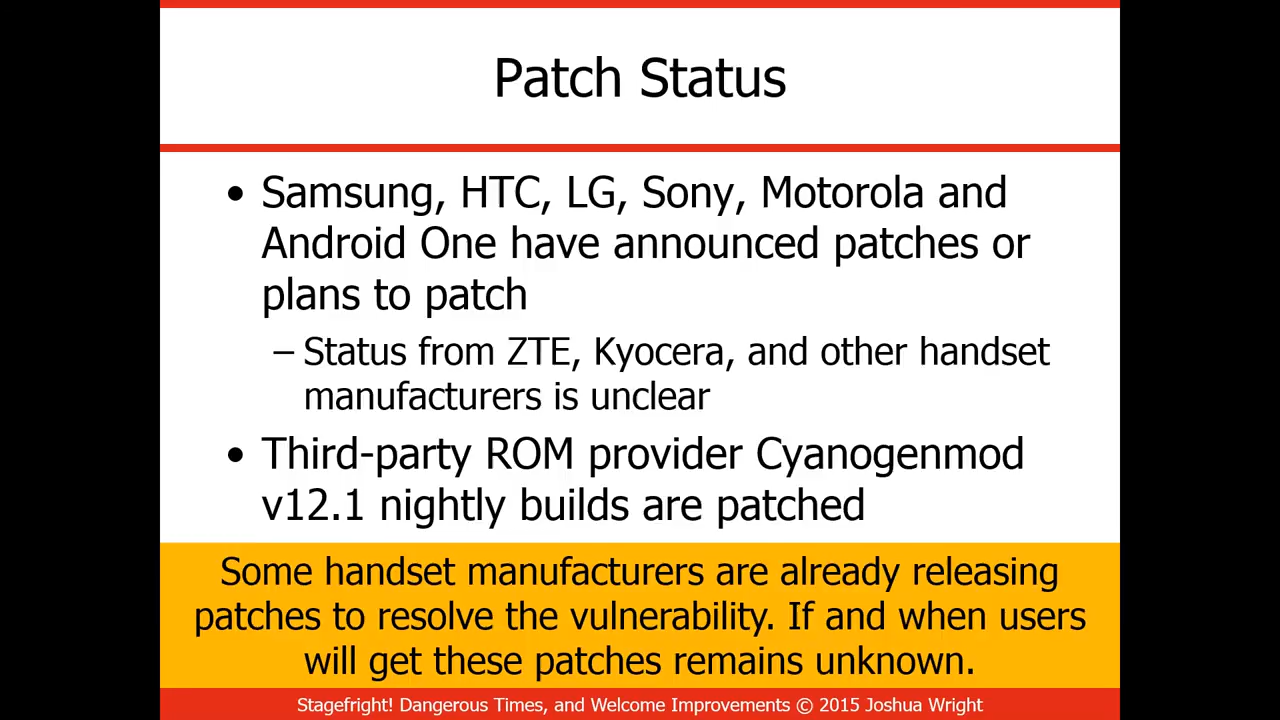 Patch Status
• Samsung, HTC, LG, Sony, Motorola and
Android One have announced patches or
plans to patch
– Status from ZTE, Kyocera, and other handset
manufacturers is unclear
• Third-party ROM provider Cyanogenmod
v12.1 nightly builds are patched
Some handset manufacturers are already releasing
patches to resolve the vulnerability. If and when users
will get these patches remains unknown.
Stagefright! Dangerous Times, and Welcome Improvements © 2015 Joshua Wright